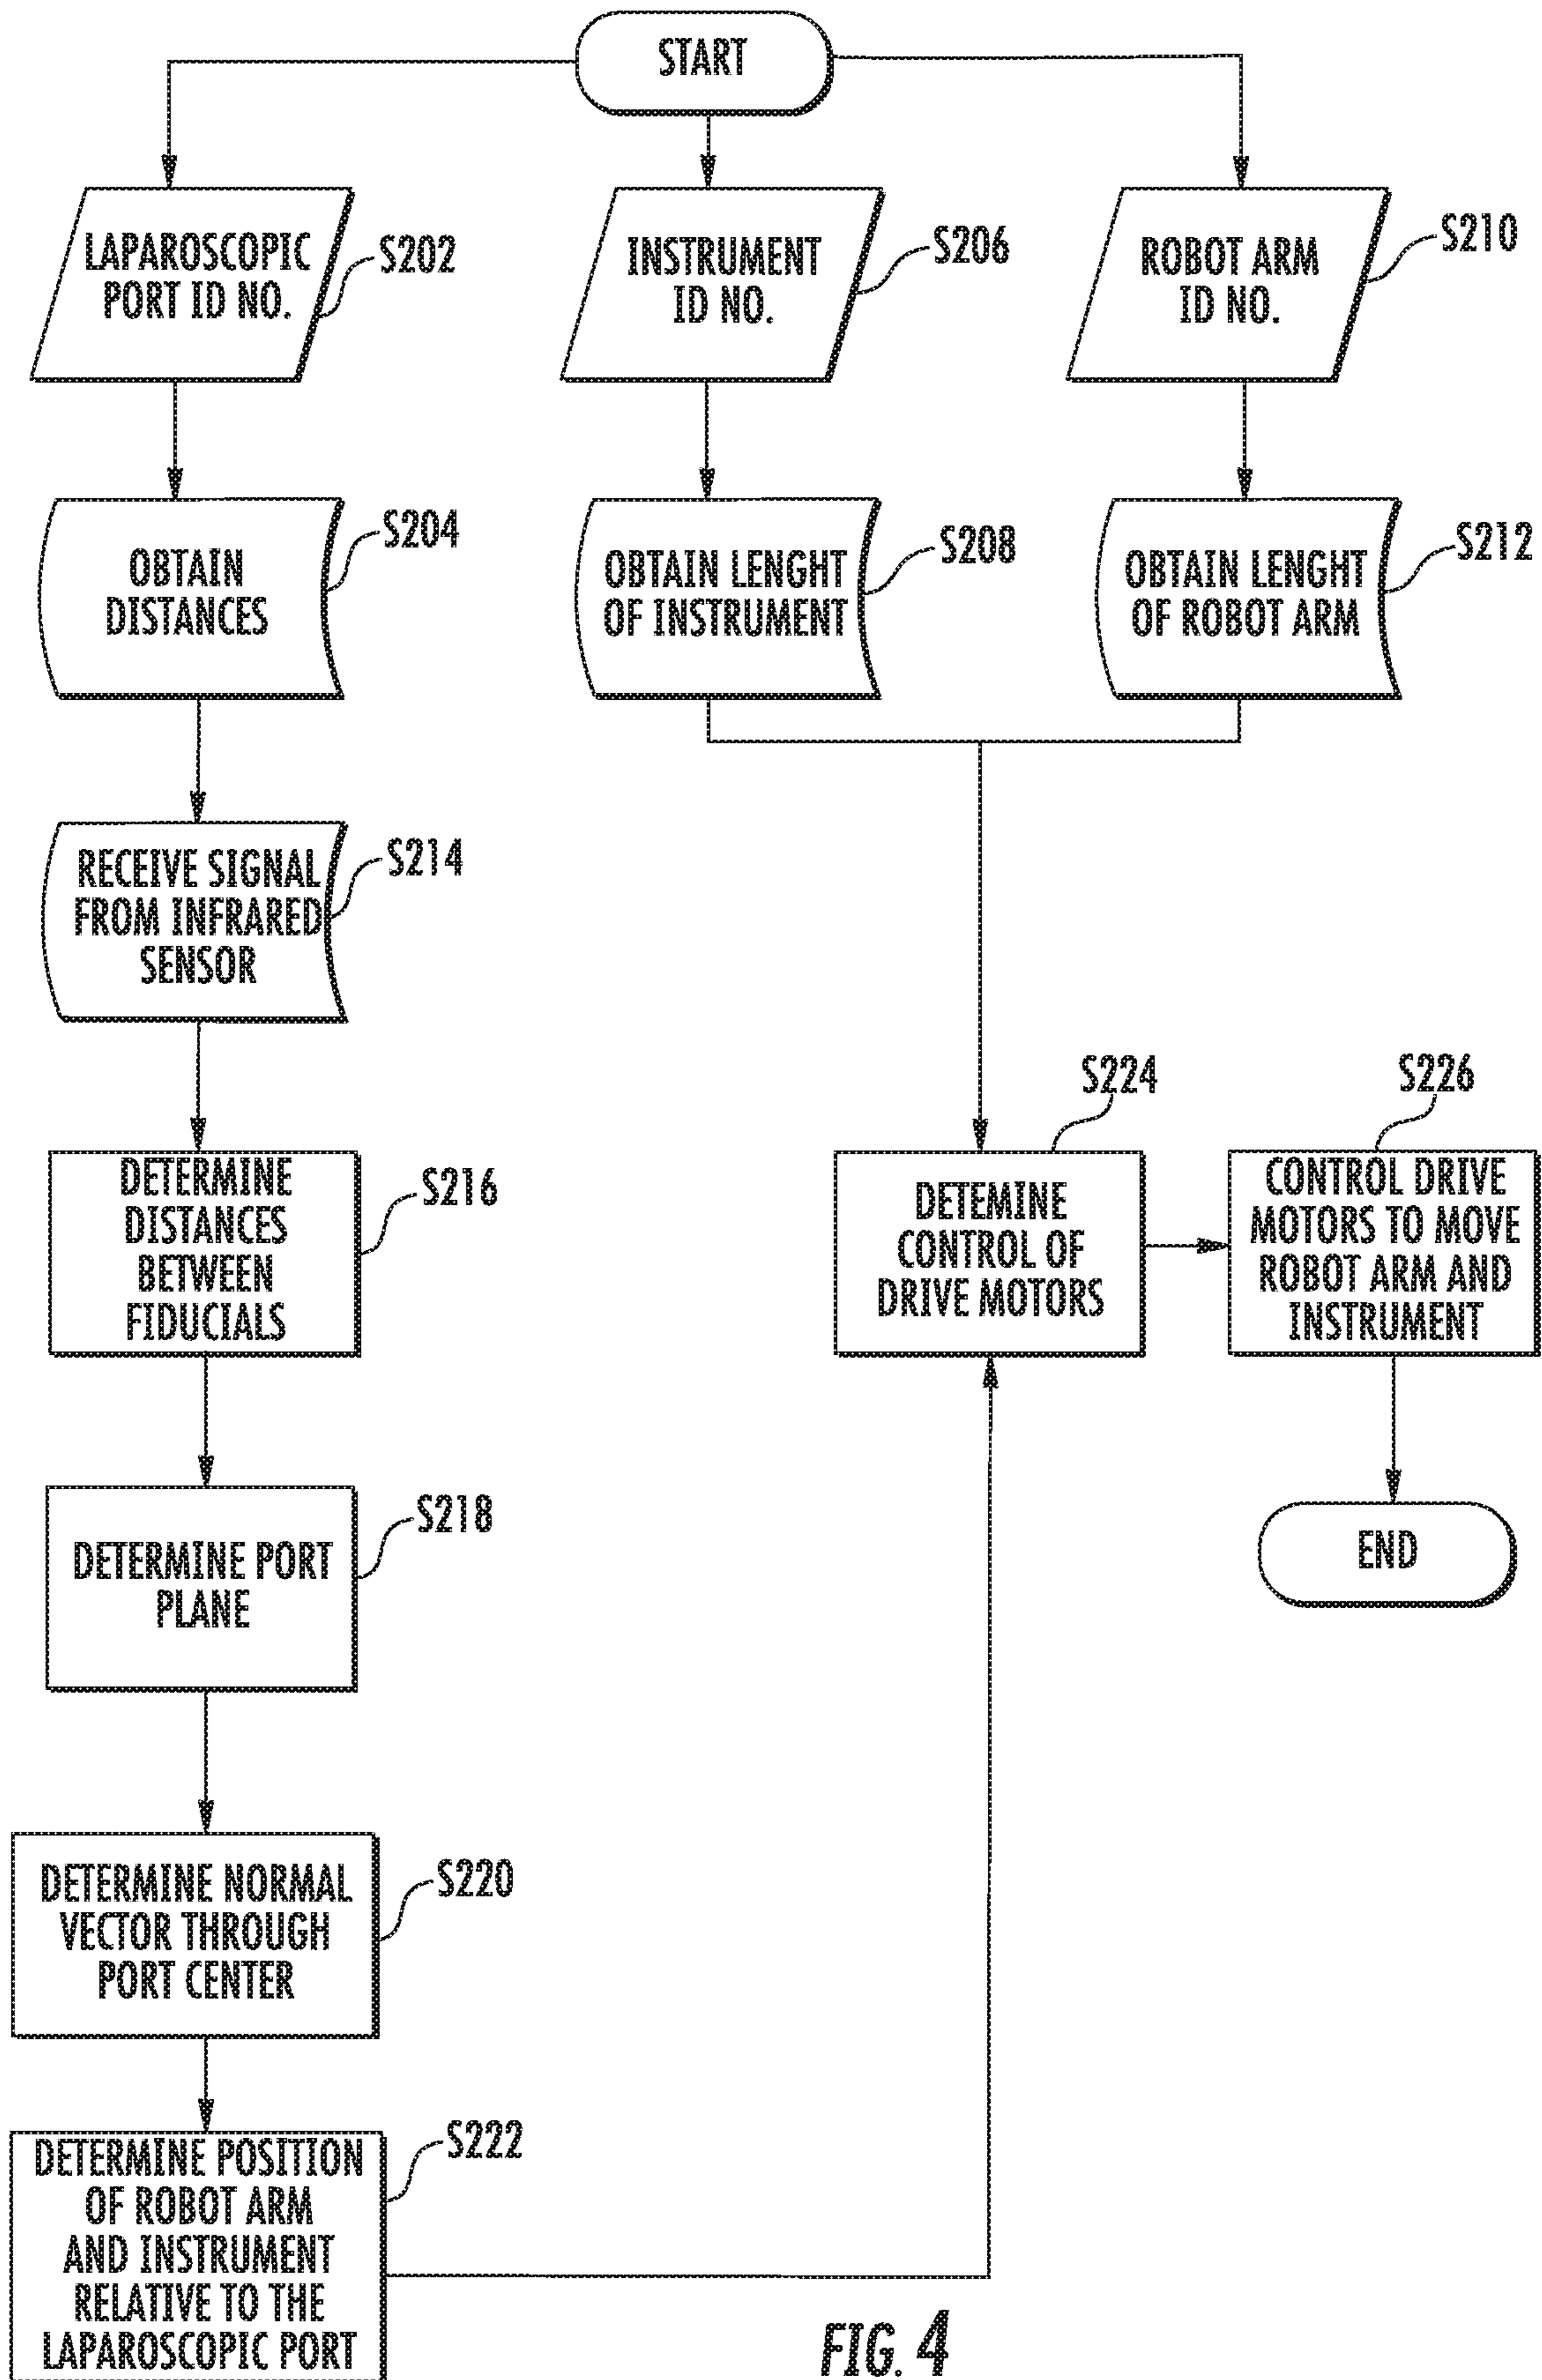 START
LAPAROSCOPIC
PORT ID NO.
S202
INSTRUMENT
ID NO.
S206
ROBOT ARM
ID NO.
S210
OBTAIN
DISTANCES
S204
OBTAIN LENGHT
OF INSTRUMENT
S208
OBTAIN LENGHT
OF ROBOT ARM
S212
RECEIVE SIGNAL
FROM INFRARED
SENSOR
S214
DETERMINE
DISTANCES
BETWEEN
FIDUCIALS
S216
DETEMINE
CONTROL OF
DRIVE MOTORS
S224
CONTROL DRIVE
MOTORS TO MOVE
ROBOT ARM AND
INSTRUMENT
S226
DETERMINE PORT
PLANE
S218
END
DETERMINE NORMAL
VECTOR THROUGH
PORT CENTER
S220
DETERMINE POSITION
OF ROBOT ARM
AND INSTRUMENT
RELATIVE TO THE
LAPAROSCOPIC PORT
S222
FIG. 4